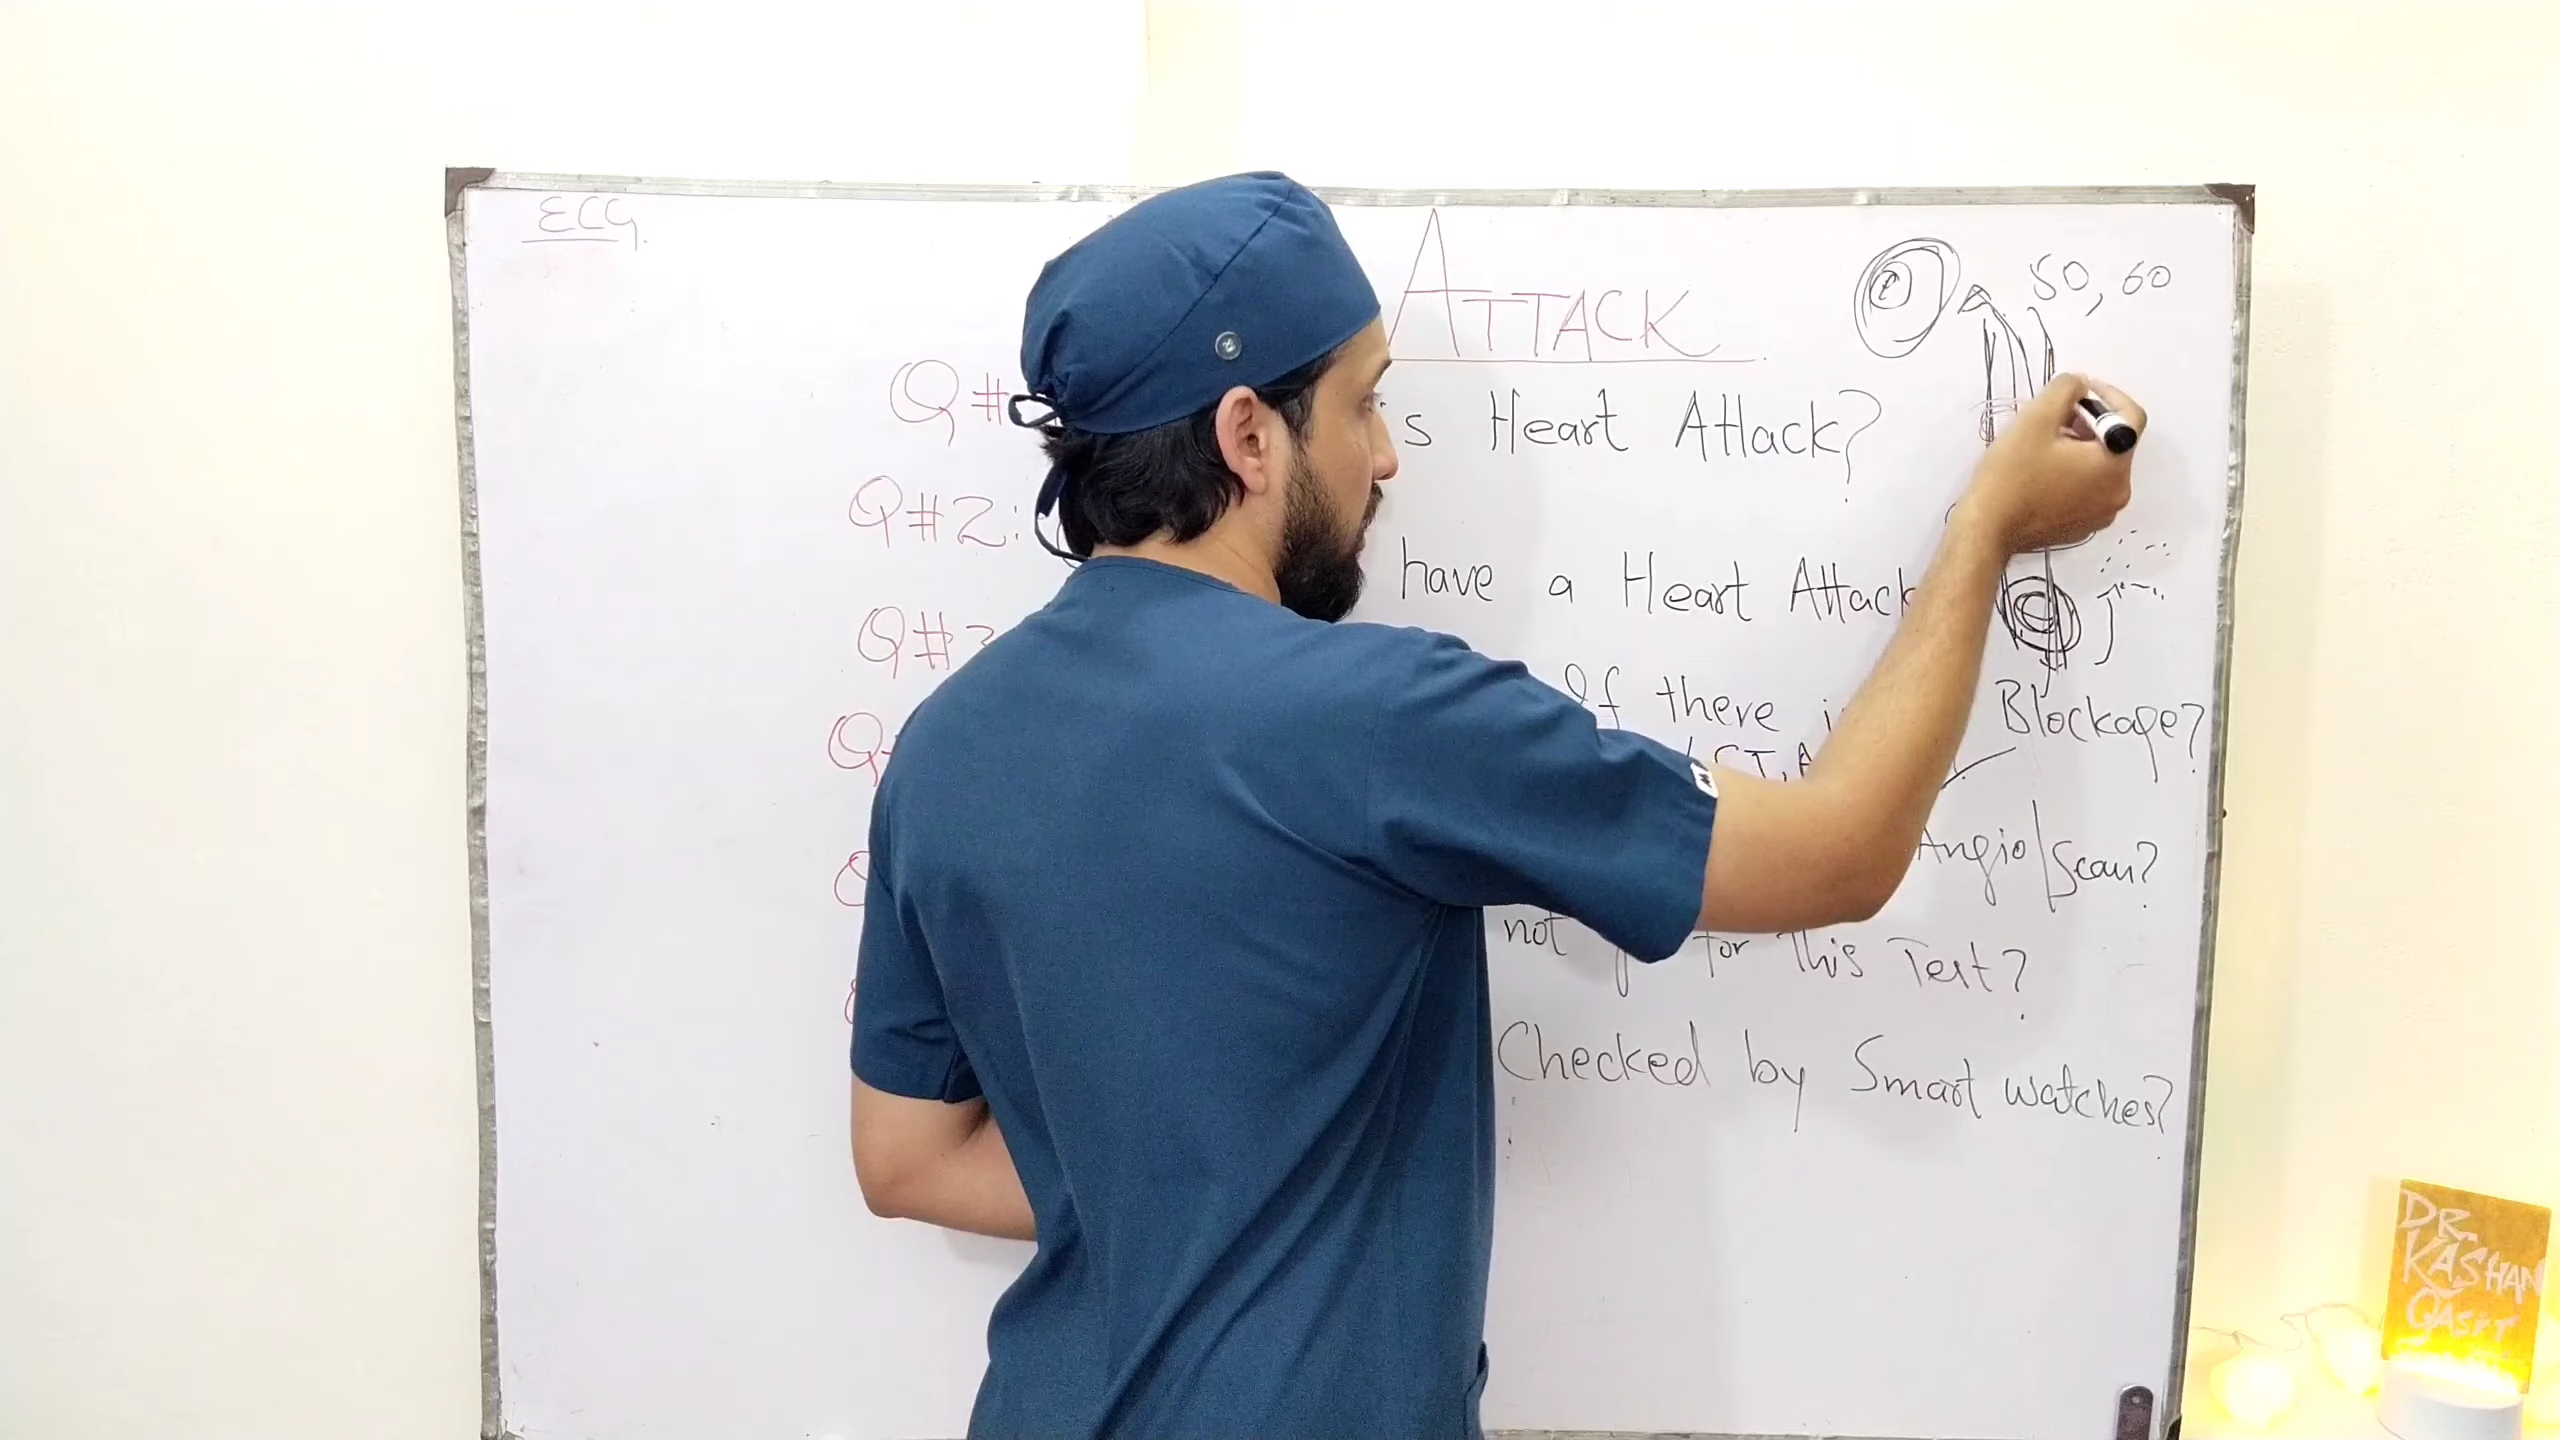 ECG.
ATTACK
50, 60
Q#
s Heart Attack?
Q#2:
have a Heart Attack
Q#3
If there i Blockage?
Q
Angio/Scan?
not for This Test?
Checked by Smart watches?
DR.
KASHAN